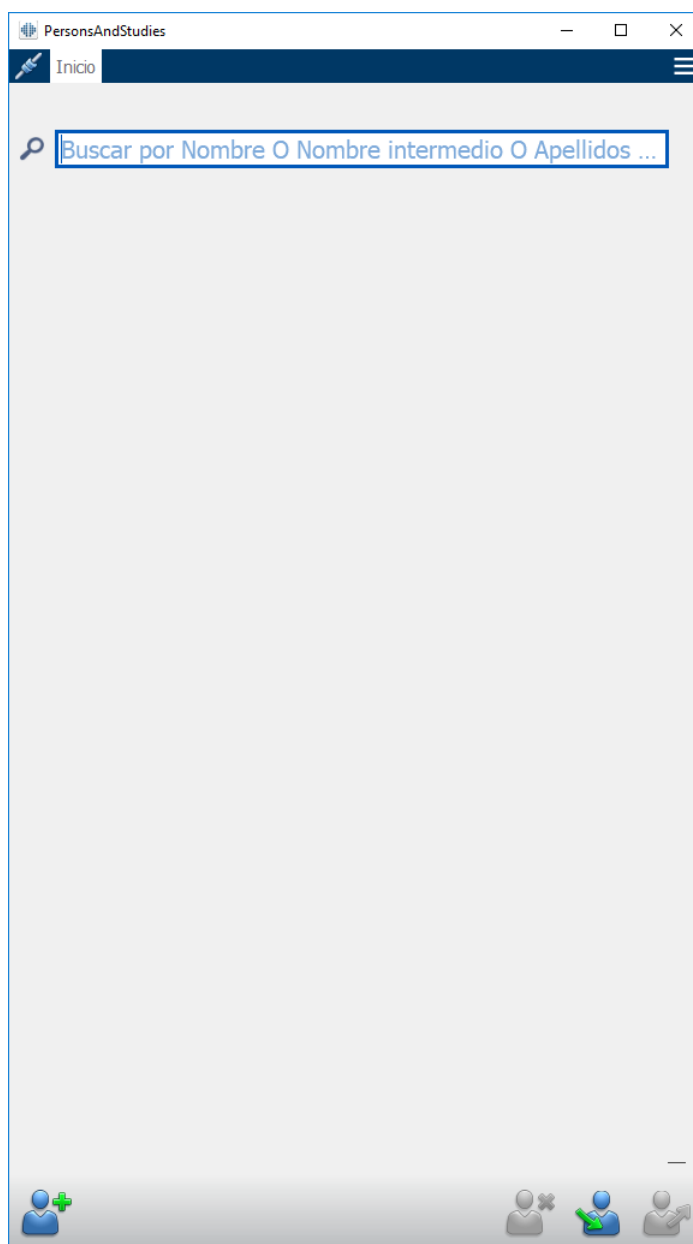 PersonsAndStudies
Inicio
Buscar por Nombre O Nombre intermedio O Apellidos ...